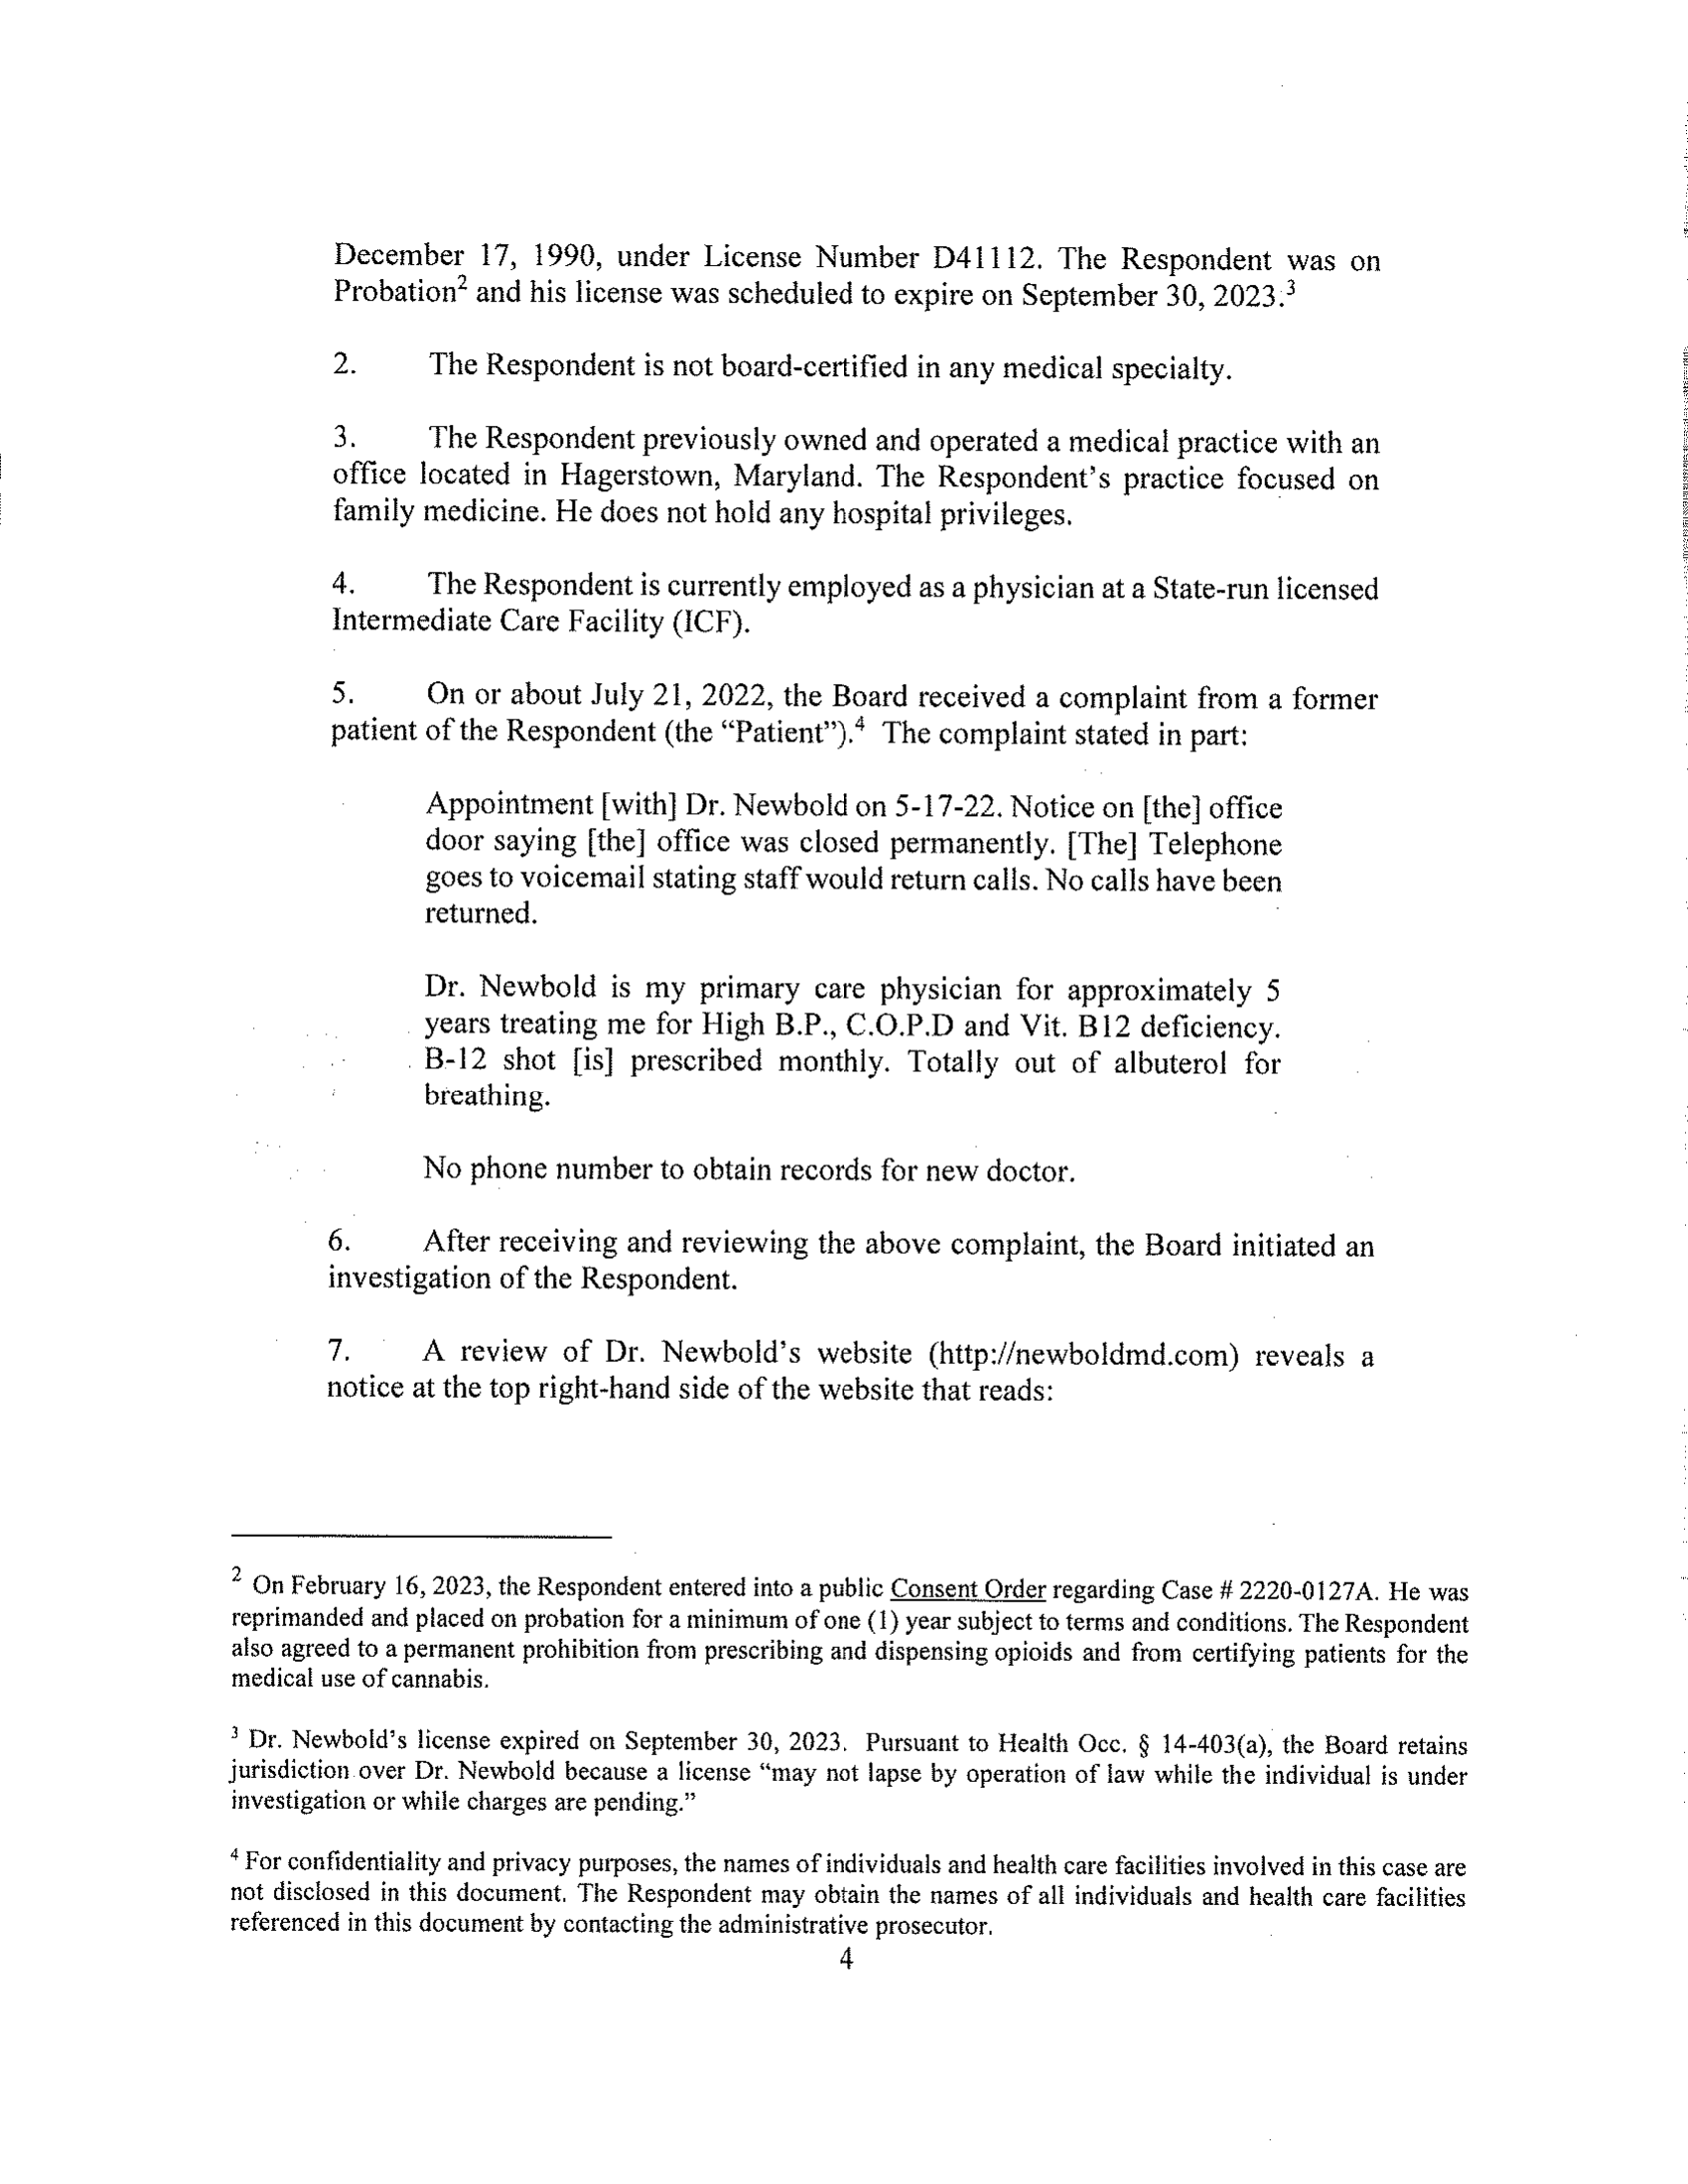 December 17, 1990, under License Number D41112. The Respondent was on
Probation² and his license was scheduled to expire on September 30, 2023.³
2. The Respondent is not board-certified in any medical specialty.
3. The Respondent previously owned and operated a medical practice with an
office located in Hagerstown, Maryland. The Respondent's practice focused on
family medicine. He does not hold any hospital privileges.
4. The Respondent is currently employed as a physician at a State-run licensed
Intermediate Care Facility (ICF).
5. On or about July 21, 2022, the Board received a complaint from a former
patient of the Respondent (the "Patient").⁴ The complaint stated in part:
Appointment [with] Dr. Newbold on 5-17-22. Notice on [the] office
door saying [the] office was closed permanently. [The] Telephone
goes to voicemail stating staff would return calls. No calls have been
returned.
Dr. Newbold is my primary care physician for approximately 5
years treating me for High B.P., C.O.P.D and Vit. B12 deficiency.
B-12 shot [is] prescribed monthly. Totally out of albuterol for
breathing.
No phone number to obtain records for new doctor.
6. After receiving and reviewing the above complaint, the Board initiated an
investigation of the Respondent.
7. A review of Dr. Newbold's website (http://newboldmd.com) reveals a
notice at the top right-hand side of the website that reads:
² On February 16, 2023, the Respondent entered into a public Consent Order regarding Case # 2220-0127A. He was
reprimanded and placed on probation for a minimum of one (1) year subject to terms and conditions. The Respondent
also agreed to a permanent prohibition from prescribing and dispensing opioids and from certifying patients for the
medical use of cannabis.
³ Dr. Newbold's license expired on September 30, 2023. Pursuant to Health Occ. § 14-403(a), the Board retains
jurisdiction over Dr. Newbold because a license "may not lapse by operation of law while the individual is under
investigation or while charges are pending."
⁴ For confidentiality and privacy purposes, the names of individuals and health care facilities involved in this case are
not disclosed in this document. The Respondent may obtain the names of all individuals and health care facilities
referenced in this document by contacting the administrative prosecutor.
4